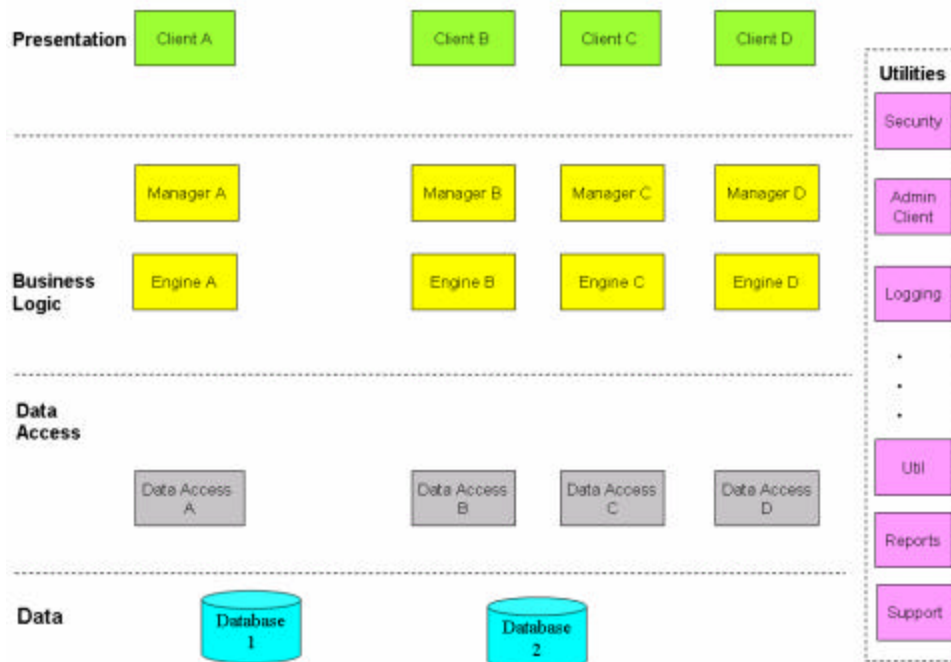 Presentation
Client A
Client B
Client C
Client D
Manager A
Manager B
Manager C
Manager D
Business
Logic
Engine A
Engine B
Engine C
Engine D
Data
Access
Data Access
A
Data Access
B
Data Access
C
Data Access
D
Data
Database
1
Database
2
Utilities
Security
Admin
Client
Logging
Util
Reports
Support